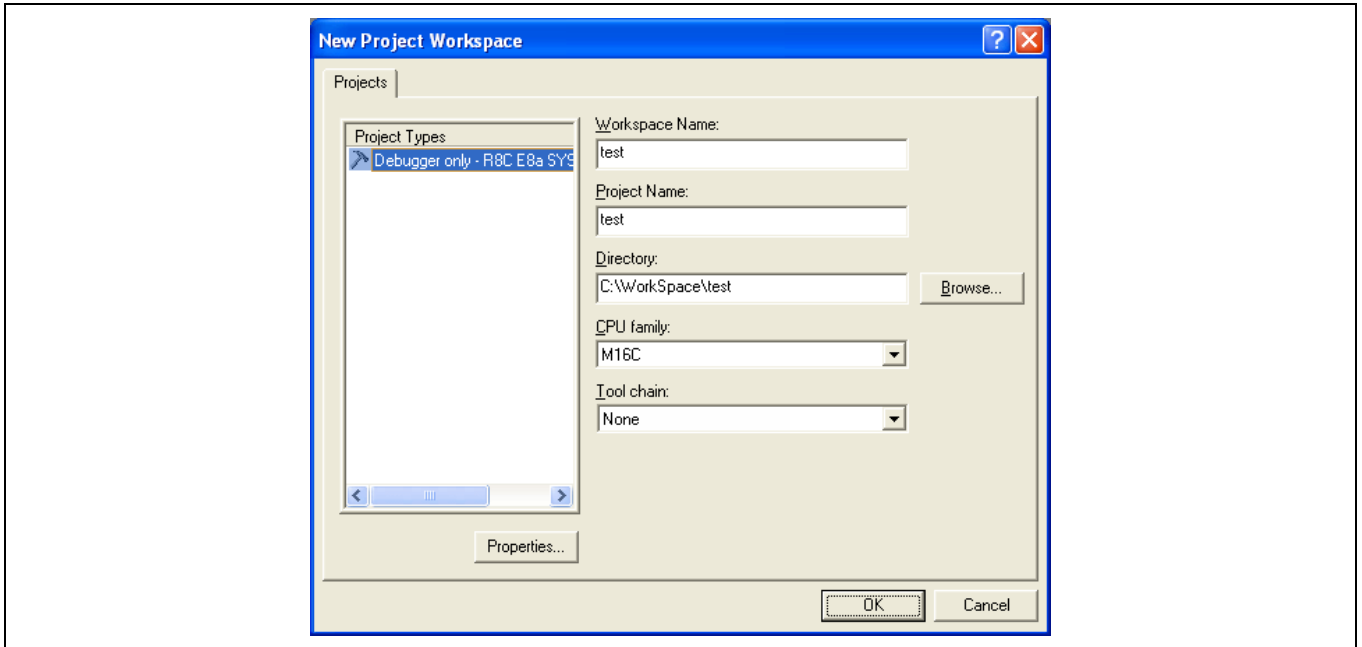 New Project Workspace
Projects
Project Types
Debugger only - R8C E8a SYS
Workspace Name:
test
Project Name:
test
Directory:
C:\WorkSpace\test
Browse...
CPU family:
M16C
Tool chain:
None
Properties...
OK
Cancel